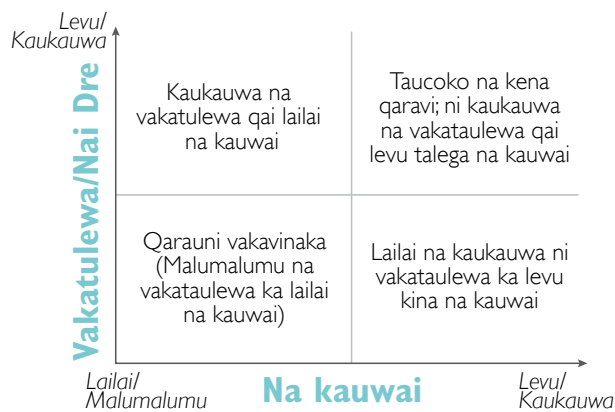 Levu/
Kaukauwa
Vakatulewa/Nai Dre
Kaukauwa na
vakatulewa qai lailai
na kauwai
Taucoko na kena
qaravi; ni kaukauwa
na vakataulewa qai
levu talega na kauwai
Qarauni vakavinaka
(Malumalumu na
vakataulewa ka lailai
na kauwai)
Lailai na kaukauwa ni
vakataulewa ka levu
kina na kauwai
Lailai/
Malumalumu
Na kauwai
Levu/
Kaukauwa